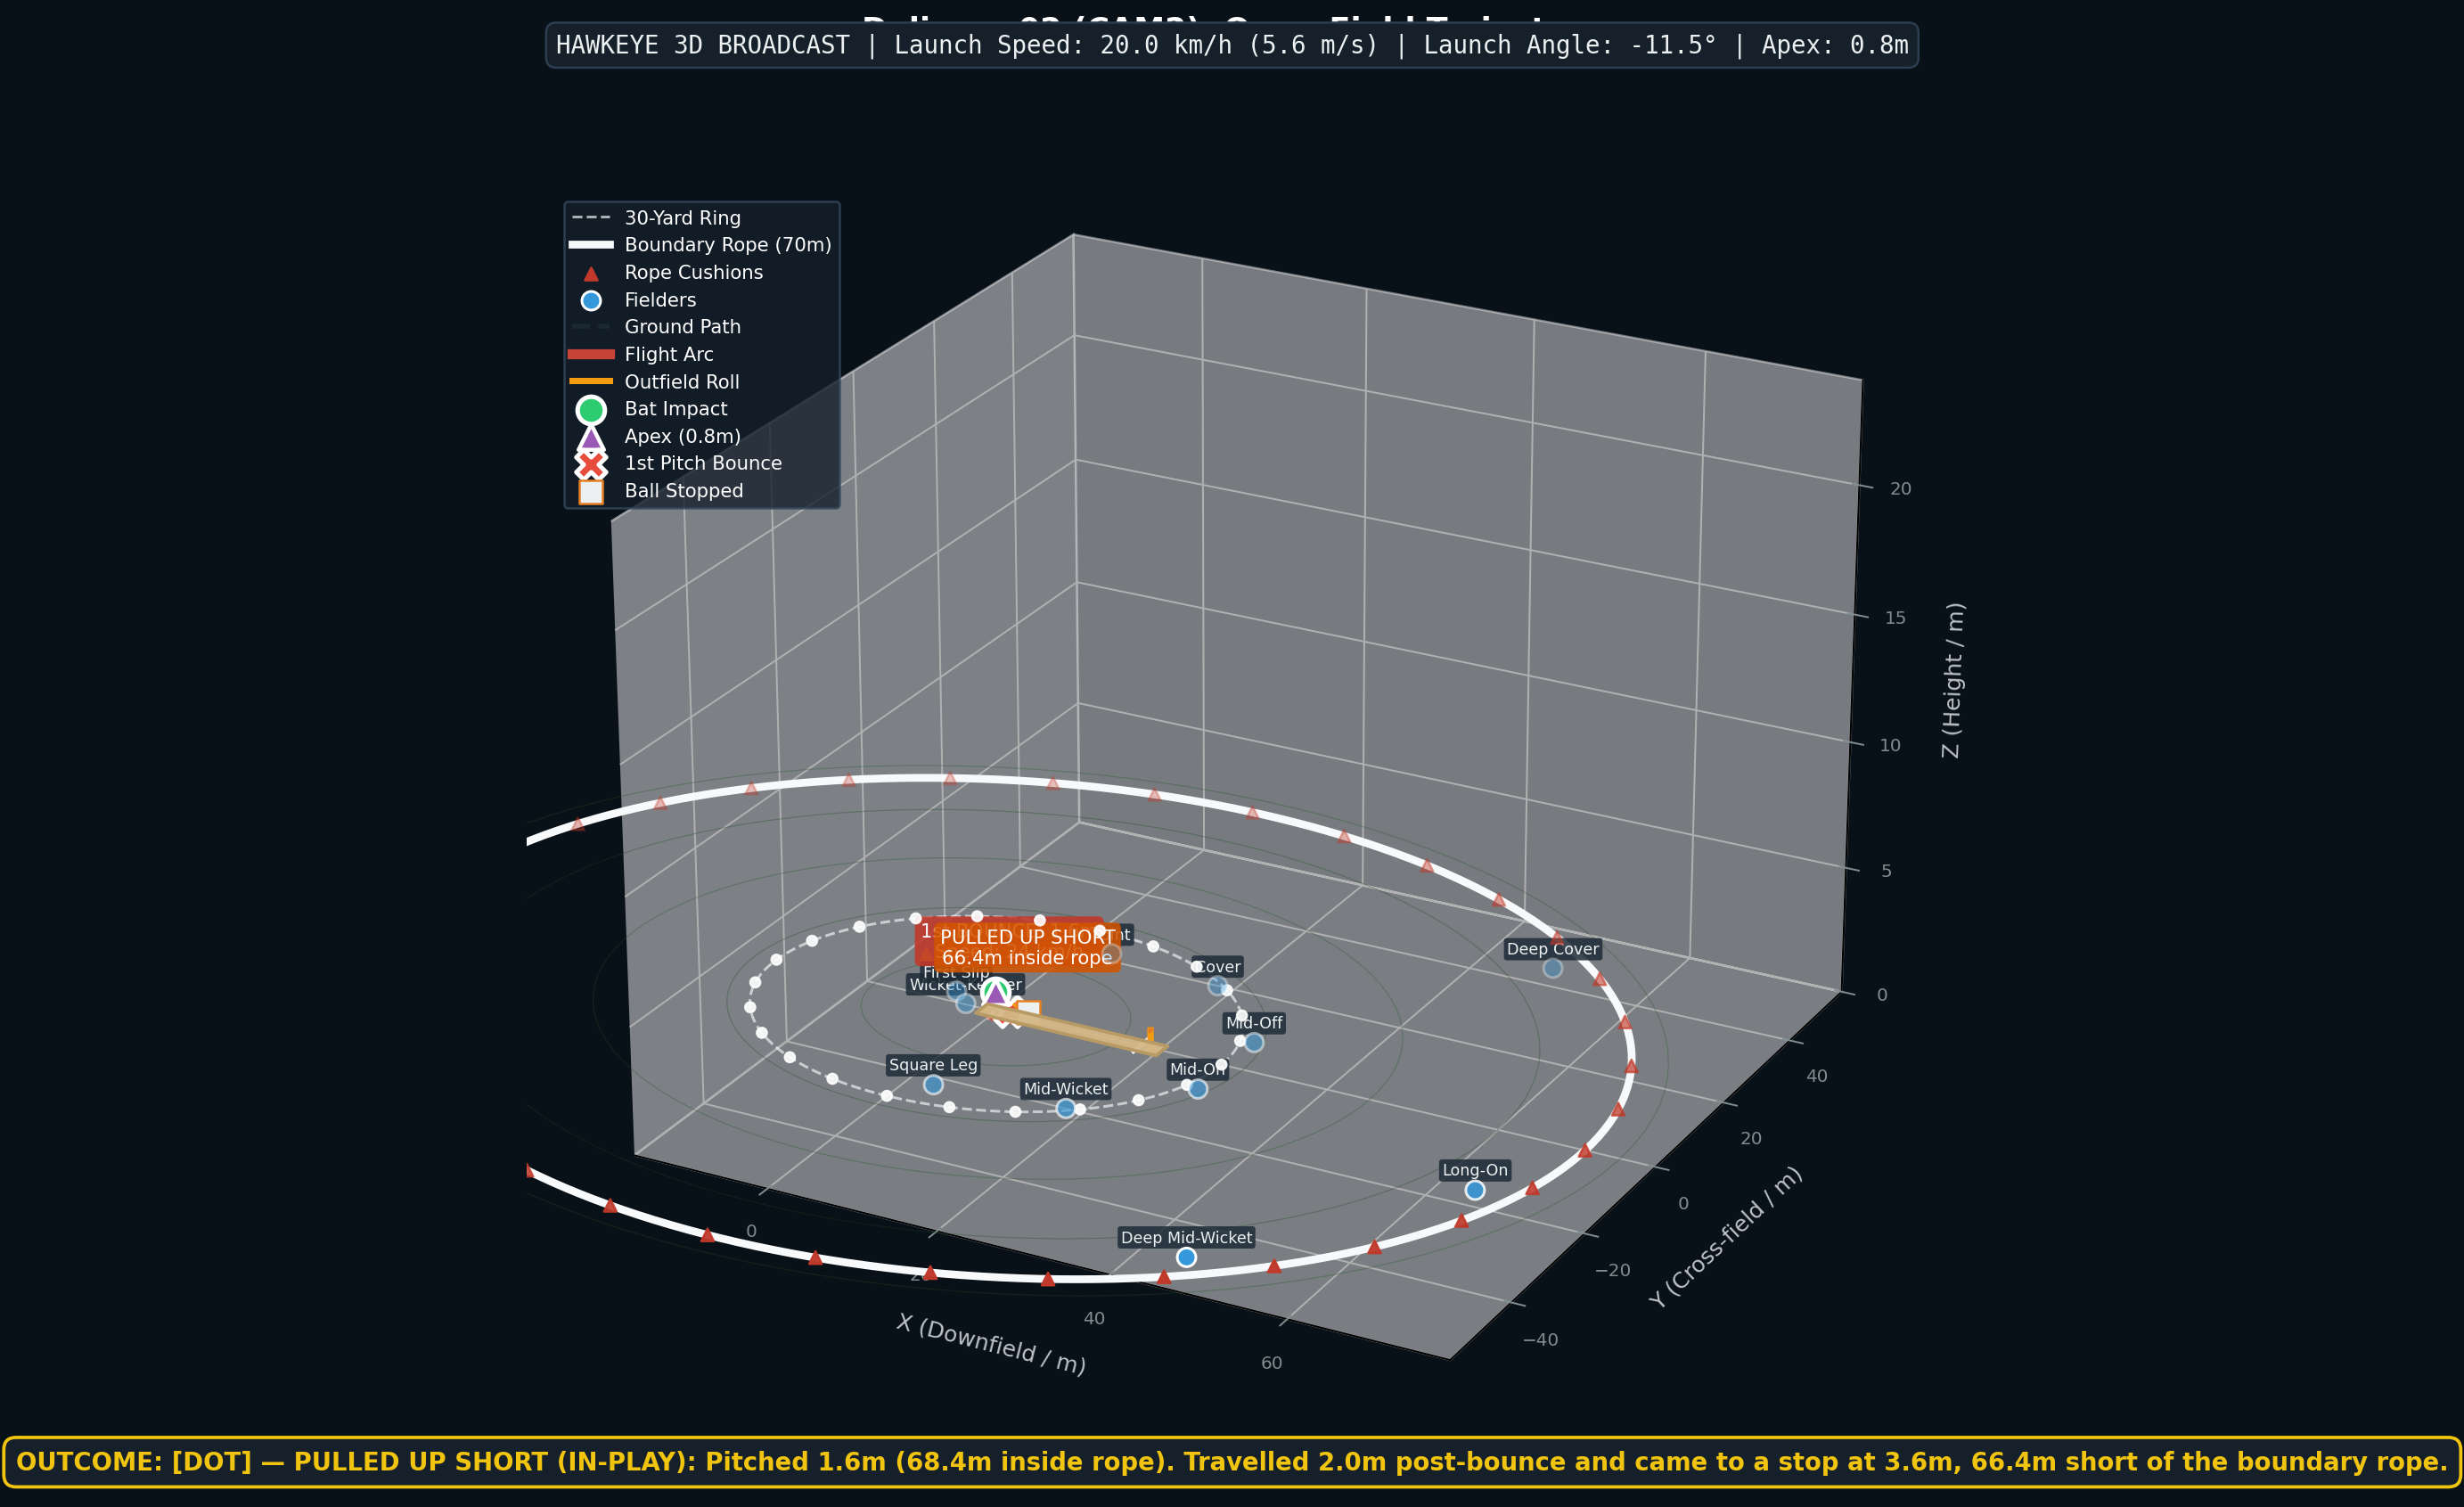 HAWKEYE 3D BROADCAST | Launch Speed: 20.0 km/h (5.6 m/s) | Launch Angle: -11.5° | Apex: 0.8m
30-Yard Ring
Boundary Rope (70m)
Rope Cushions
Fielders
Ground Path
Flight Arc
Outfield Roll
Bat Impact
Apex (0.8m)
1st Pitch Bounce
Ball Stopped
20
15
10
5
0
Z (Height / m)
PULLED UP SHORT
66.4m inside rope
First Slip
Cover
Deep Cover
Mid-Off
Square Leg
Mid-On
Mid-Wicket
Long-On
Deep Mid-Wicket
40
20
0
−20
−40
Y (Cross-field / m)
0
20
40
60
X (Downfield / m)
OUTCOME: [DOT] — PULLED UP SHORT (IN-PLAY): Pitched 1.6m (68.4m inside rope). Travelled 2.0m post-bounce and came to a stop at 3.6m, 66.4m short of the boundary rope.